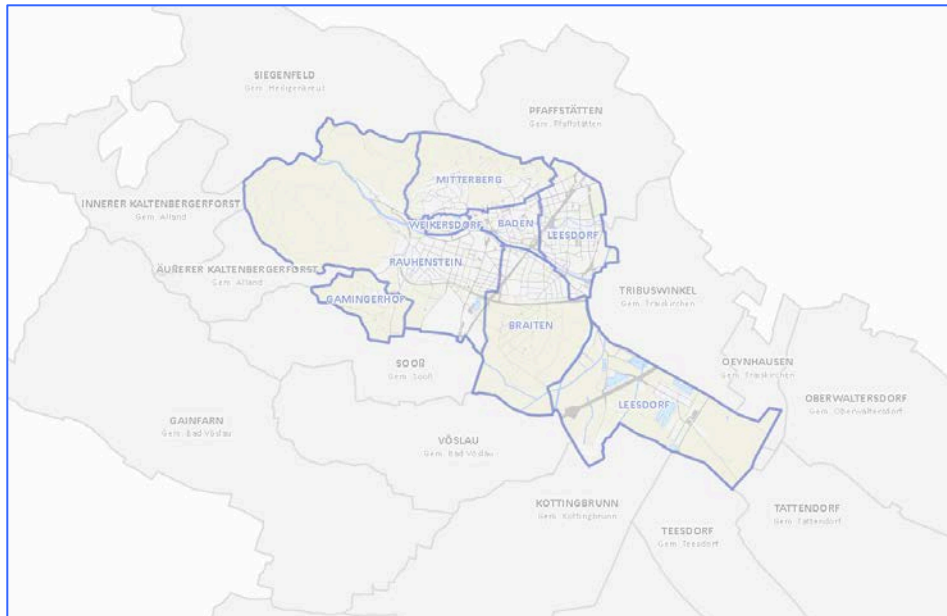 SIEGENFELD
Gem. Heiligenkreuz
PFAFFSTÄTTEN
Gem. Pfaffstätten
MITTERBERG
INNERER KALTENBERGERFORST
Gem. Alland
WEIKERSDORF
BADEN
LEESDORF
RAUHENSTEIN
ÄUßERER KALTENBERGERFORST
Gem. Alland
TRIBUSWINKEL
Gem. Traiskirchen
GAMINGERHOF
BRAITEN
SOOß
Gem. Sooß
OEYNHAUSEN
Gem. Traiskirchen
OBERWALTERSDORF
Gem. Oberwaltersdorf
LEESDORF
GAINFARN
Gem. Bad Vöslau
VÖSLAU
Gem. Bad Vöslau
KOTTINGBRUNN
Gem. Kottingbrunn
TATTENDORF
Gem. Tattendorf
TEESDORF
Gem. Teesdorf